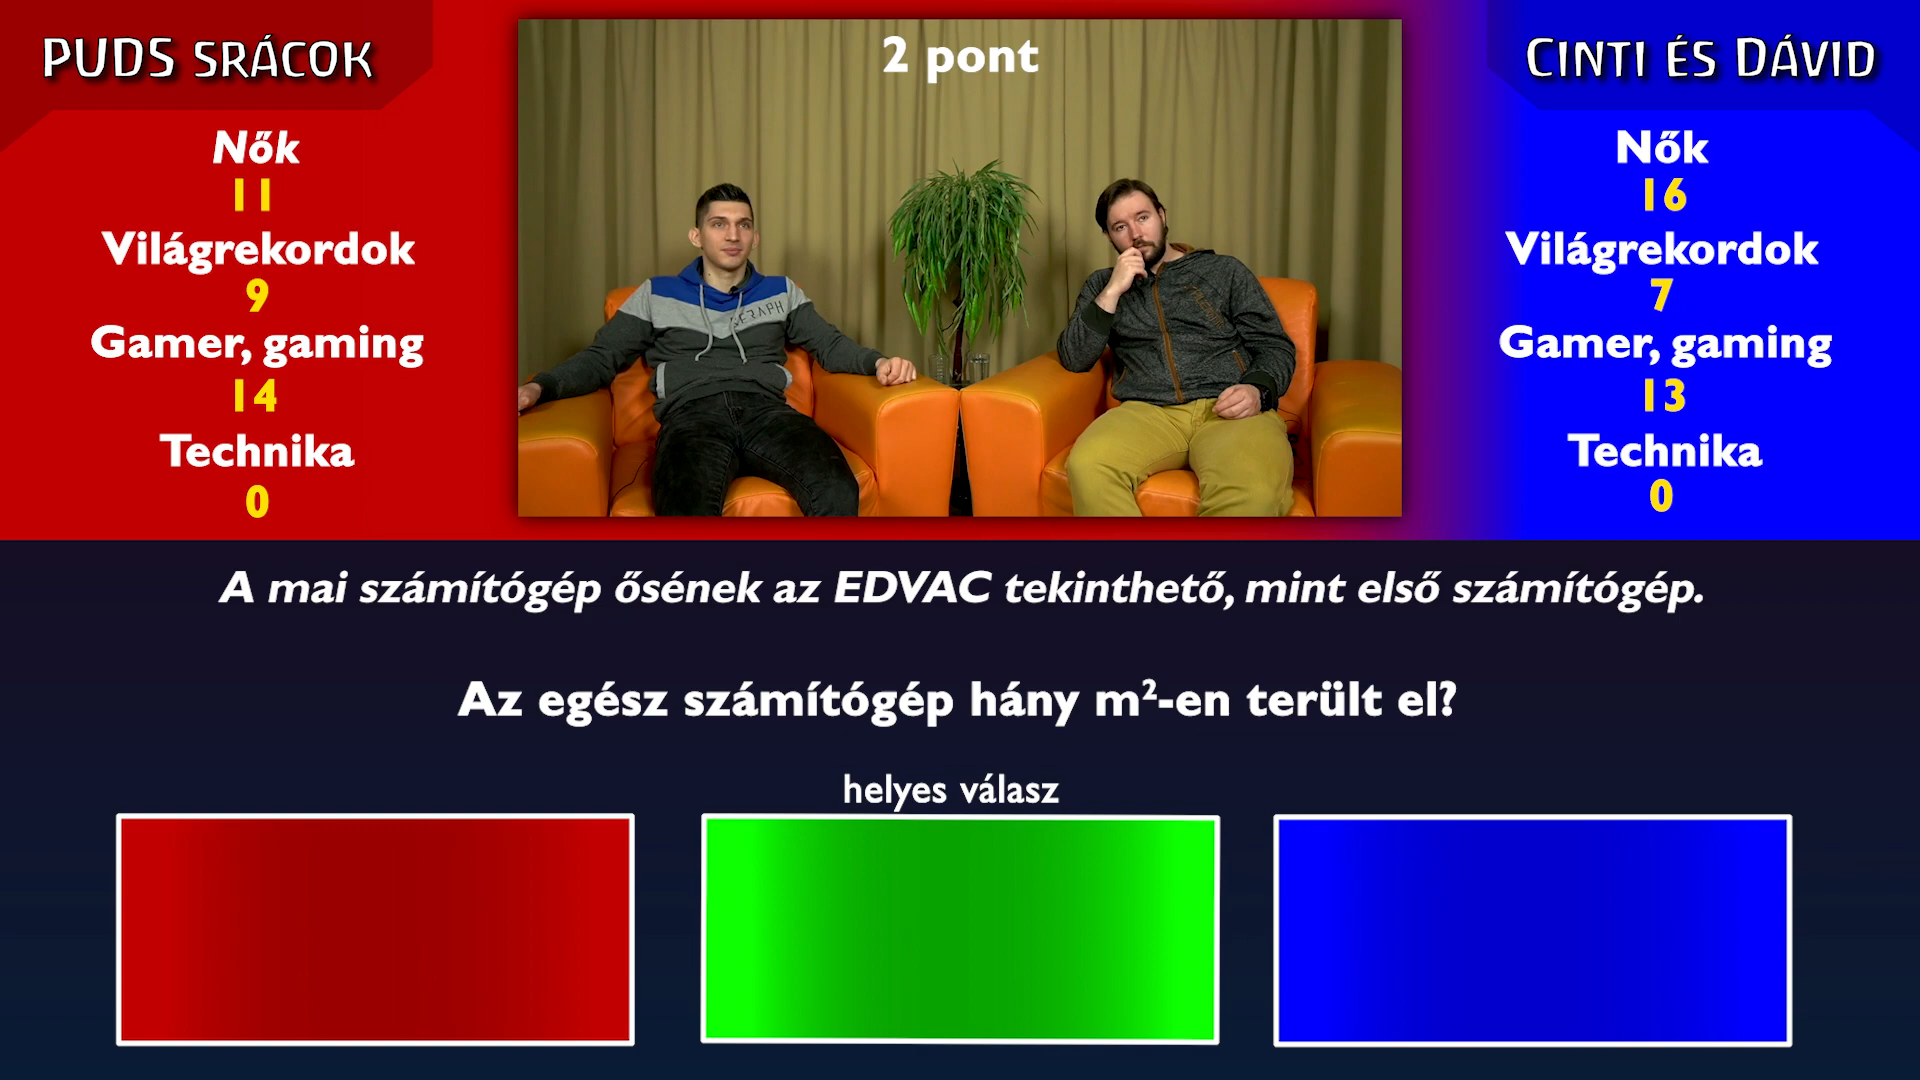 PUDS SRÁCOK
Nők
11
Világrekordok
9
Gamer, gaming
14
Technika
0
2 pont
SERAPH
CINTI ÉS DÁVID
Nők
16
Világrekordok
7
Gamer, gaming
13
Technika
0
A mai számítógép ősének az EDVAC tekinthető, mint első számítógép.
Az egész számítógép hány m²-en terült el?
helyes válasz